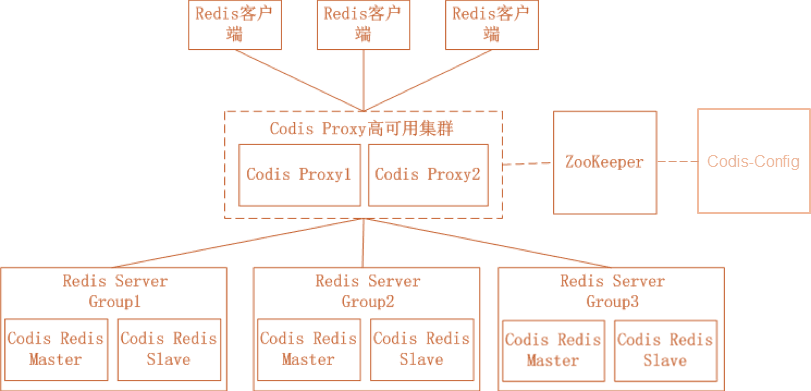 Redis客户端
Redis客户端
Redis客户端
Codis Proxy高可用集群
Codis Proxy1
Codis Proxy2
ZooKeeper
Codis-Config
Redis Server
Group1
Codis Redis
Master
Codis Redis
Slave
Redis Server
Group2
Codis Redis
Master
Codis Redis
Slave
Redis Server
Group3
Codis Redis
Master
Codis Redis
Slave